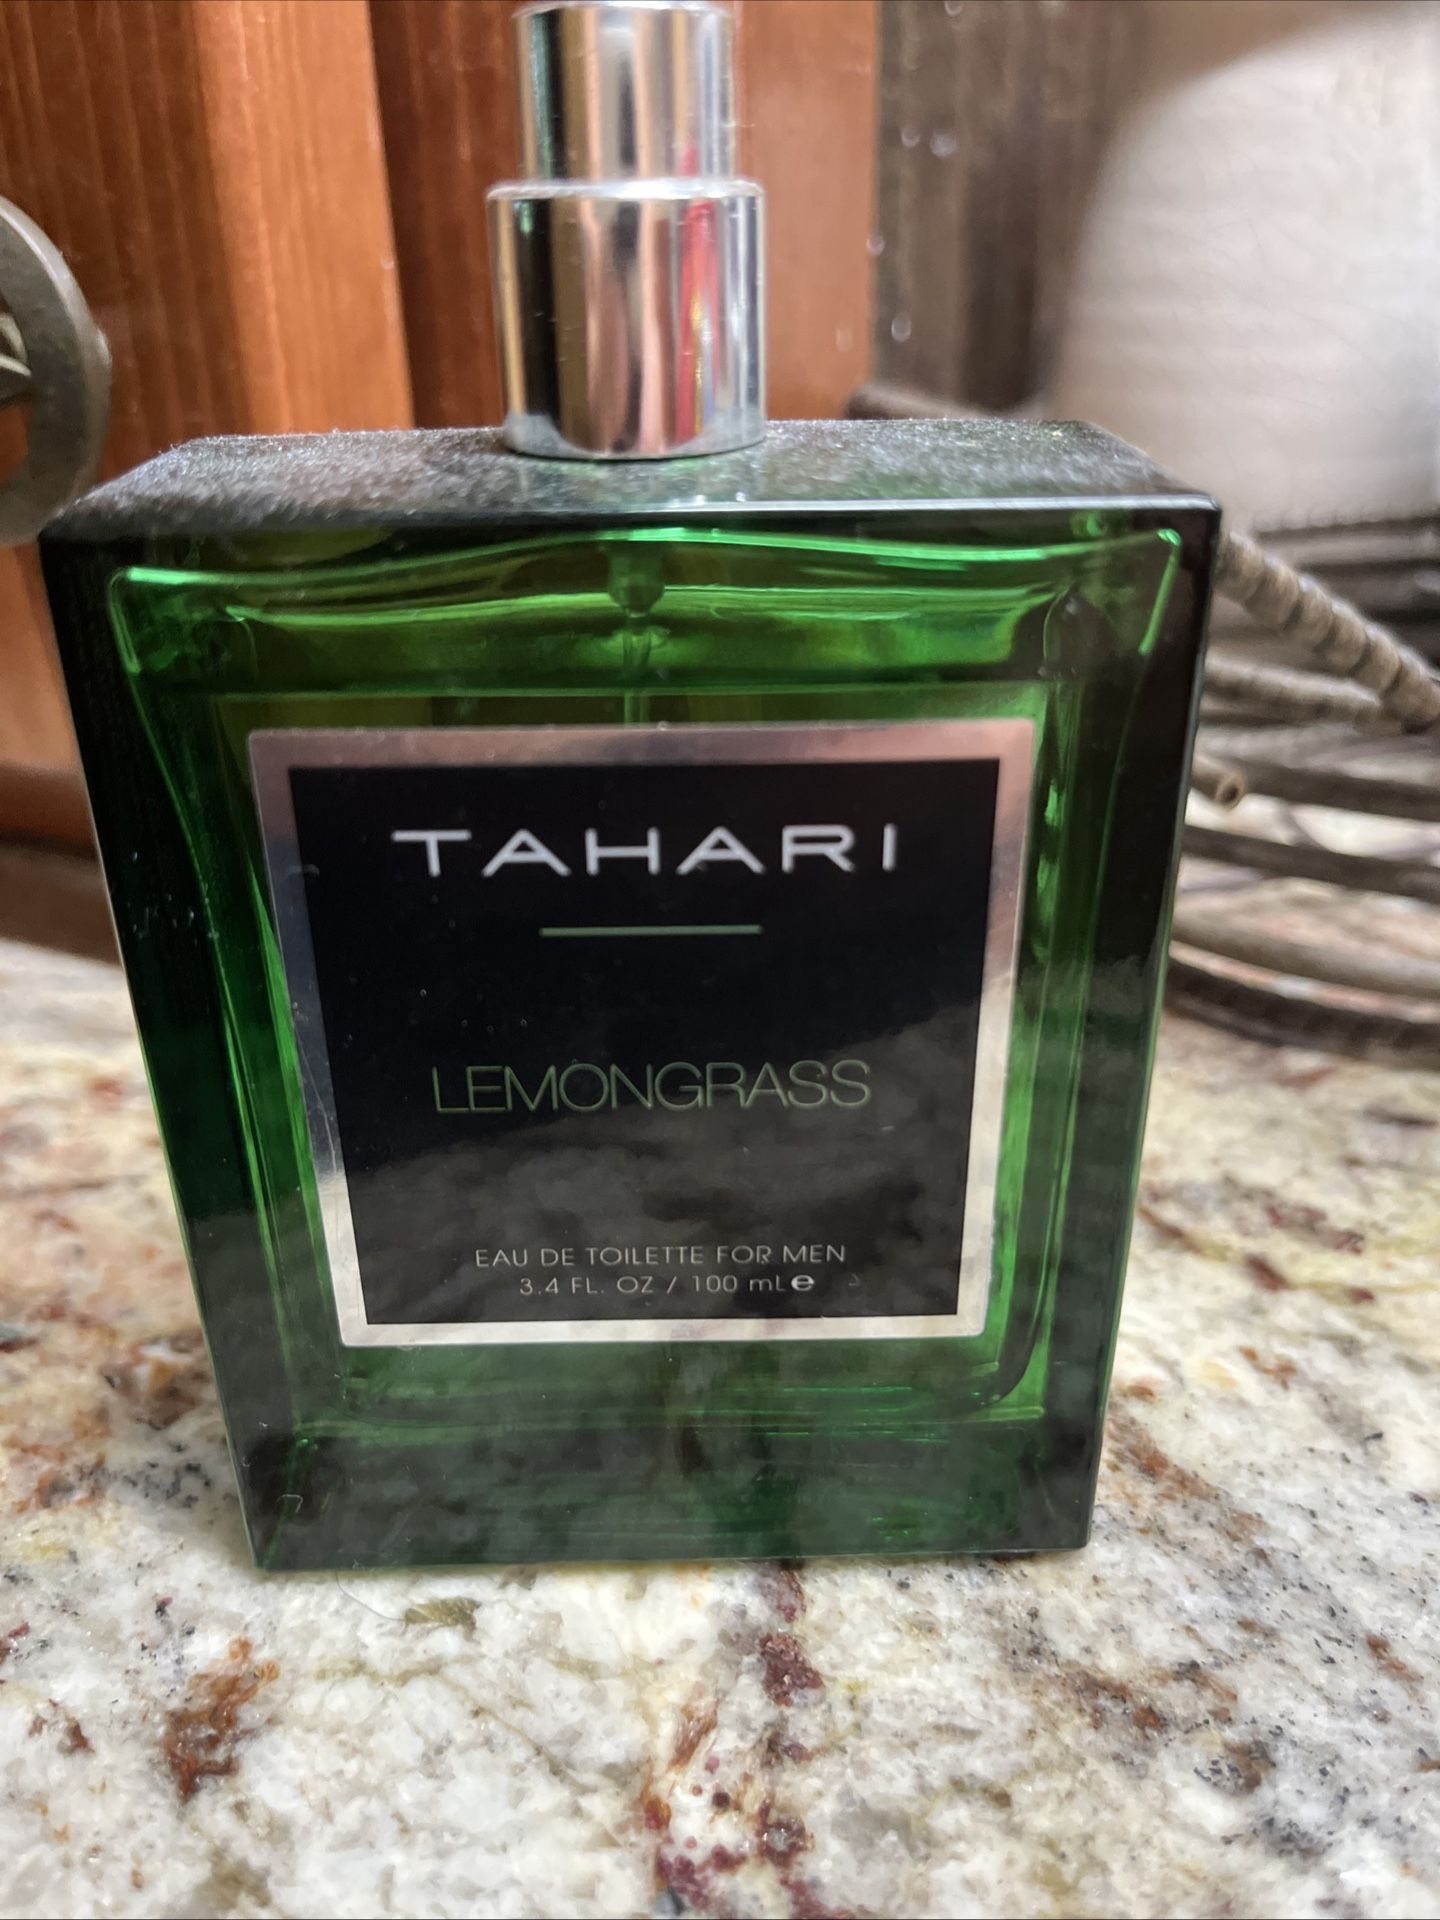 TAHARI
LEMONGRASS
EAU DE TOILETTE FOR MEN
3.4 FL. OZ / 100 mL ℮